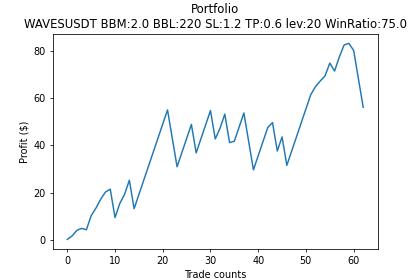 Portfolio
WAVESUSDT BBM:2.0 BBL:220 SL:1.2 TP:0.6 lev:20 WinRatio:75.0
Profit ($)
80
60
40
20
0
0 10 20 30 40 50 60
Trade counts